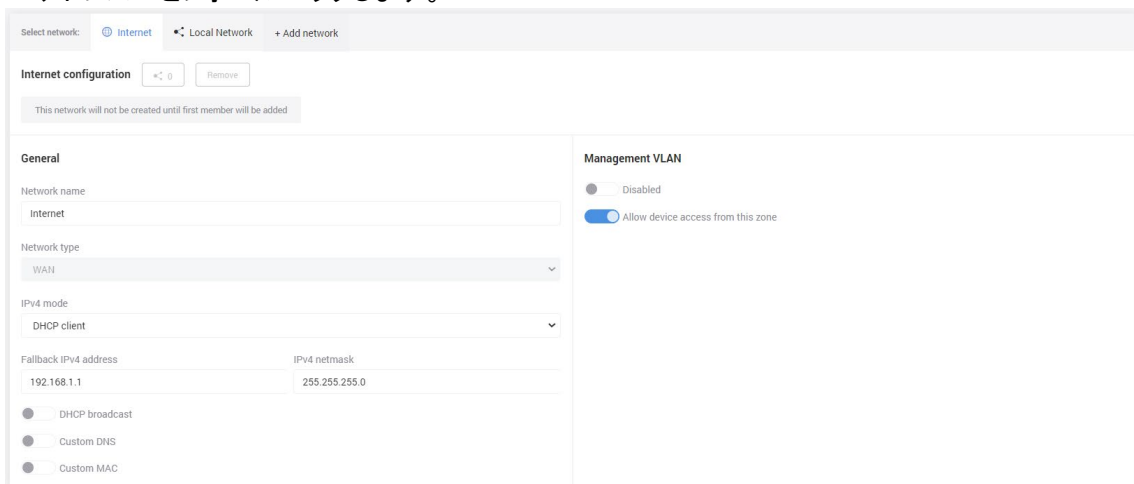 Select network: Internet Local Network + Add network
Internet configuration 0 Remove
This network will not be created until first member will be added
General
Network name
Internet
Network type
WAN
IPv4 mode
DHCP client
Fallback IPv4 address IPv4 netmask
192.168.1.1 255.255.255.0
DHCP broadcast
Custom DNS
Custom MAC
Management VLAN
Disabled
Allow device access from this zone